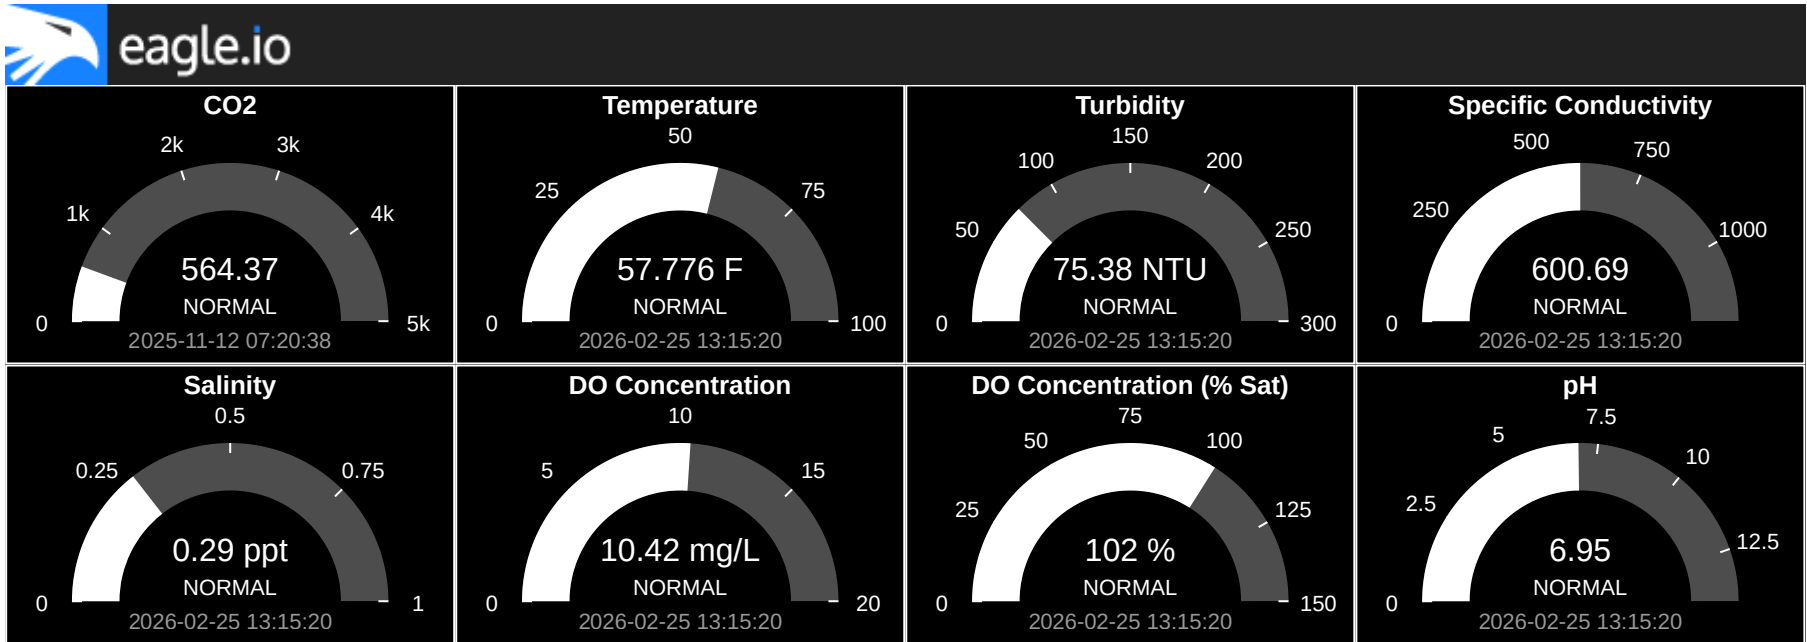 eagle.io
CO2
0
1k
2k
3k
4k
5k
564.37
NORMAL
2025-11-12 07:20:38
Temperature
0
25
50
75
100
57.776 F
NORMAL
2026-02-25 13:15:20
Turbidity
0
50
100
150
200
250
300
75.38 NTU
NORMAL
2026-02-25 13:15:20
Specific Conductivity
0
250
500
750
1000
600.69
NORMAL
2026-02-25 13:15:20
Salinity
0
0.25
0.5
0.75
1
0.29 ppt
NORMAL
2026-02-25 13:15:20
DO Concentration
0
5
10
15
20
10.42 mg/L
NORMAL
2026-02-25 13:15:20
DO Concentration (% Sat)
0
25
50
75
100
125
150
102 %
NORMAL
2026-02-25 13:15:20
pH
0
2.5
5
7.5
10
12.5
6.95
NORMAL
2026-02-25 13:15:20